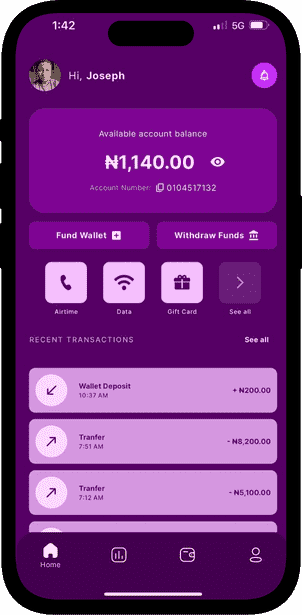 1:42 5G
Hi, Joseph
Available account balance
₦1,140.00
Account Number: 0104517132
Fund Wallet
Withdraw Funds
Airtime Data Gift Card See all
RECENT TRANSACTIONS See all
Wallet Deposit
10:37 AM
+ ₦200.00
Tranfer
7:51 AM
- ₦8,200.00
Tranfer
7:12 AM
- ₦5,100.00
Home